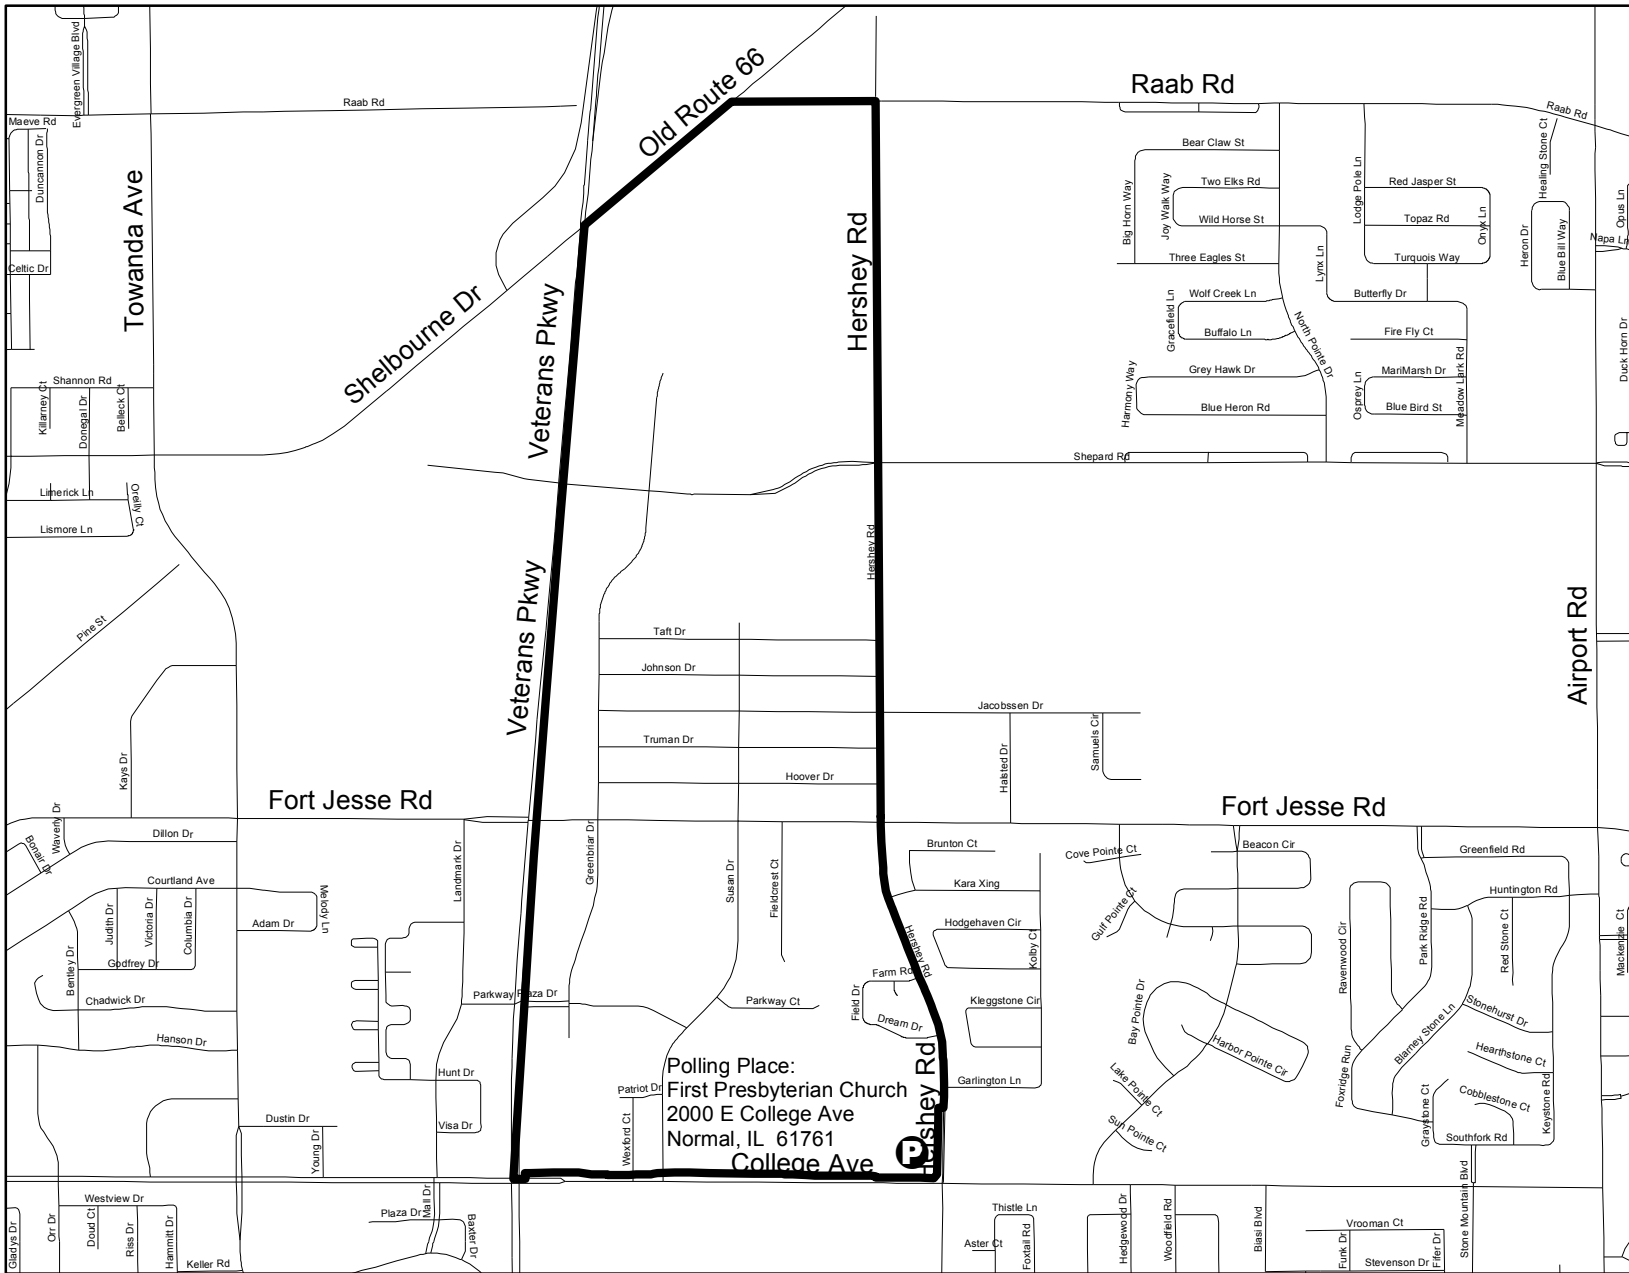 Evergreen Village Blvd
Raab Rd
Old Route 66
Raab Rd
Raab Rd
Maeve Rd
Duncannon Dr
Celtic Dr
Towanda Ave
Bear Claw St
Two Elks Rd
Wild Horse St
Three Eagles St
Big Horn Way
Joy Walk Way
Lodge Pole Ln
Red Jasper St
Topaz Rd
Onyx Ln
Turquois Way
Lynx Ln
Healing Stone Ct
Heron Dr
Blue Bill Way
Opus Ln
Napa Ln
Hershey Rd
Shelbourne Dr
Veterans Pkwy
Wolf Creek Ln
Gracefield Ln
Buffalo Ln
North Pointe Dr
Butterfly Dr
Fire Fly Ct
Grey Hawk Dr
Harmony Way
Blue Heron Rd
MariMarsh Dr
Osprey Ln
Blue Bird St
Meadow Lark Rd
Duck Horn Dr
Shannon Rd
Killarney Ct
Donegal Dr
Belleck Ct
Shepard Rd
Limerick Ln
Oreilly Ct
Lismore Ln
Hershey Rd
Veterans Pkwy
Pine St
Airport Rd
Taft Dr
Johnson Dr
Jacobssen Dr
Truman Dr
Hoover Dr
Halsted Dr
Samuels Cir
Kays Dr
Fort Jesse Rd
Fort Jesse Rd
Waverly Dr
Bonair Dr
Dillon Dr
Landmark Dr
Greenbriar Dr
Susan Dr
Fieldcrest Ct
Brunton Ct
Kara Xing
Cove Pointe Ct
Beacon Cir
Greenfield Rd
Courtland Ave
Judith Dr
Victoria Dr
Columbia Dr
Melody Ln
Adam Dr
Godfrey Dr
Bentley Dr
Chadwick Dr
Hanson Dr
Hodgehaven Cir
Kolby Ct
Hershey Rd
Gulf Pointe Ct
Ravenwood Cir
Park Ridge Rd
Huntington Rd
Red Stone Ct
Mackenzie Ct
Farm Rd
Field Dr
Dream Dr
Parkway Plaza Dr
Parkway Ct
Kleggstone Cir
Bay Pointe Dr
Harbor Pointe Cir
Blarney Stone Ln
Stonehurst Dr
Hearthstone Ct
Foxridge Run
Hunt Dr
Visa Dr
Patriot Dr
Wexford Ct
Polling Place:
First Presbyterian Church
2000 E College Ave
Normal, IL 61761
College Ave
P
Hershey Rd
Garlington Ln
Lake Pointe Ct
Sun Pointe Ct
Graystone Ct
Cobblestone Ct
Keystone Rd
Southfork Rd
Dustin Dr
Young Dr
Westview Dr
Gladys Dr
Orr Dr
Doud Ct
Riss Dr
Hammitt Dr
Keller Rd
Plaza Dr
Mall Dr
Baxter Dr
Thistle Ln
Aster Ct
Foxtail Rd
Hedgewood Dr
Woodfield Rd
Biasi Blvd
Vrooman Ct
Funk Dr
Stevenson Dr
Fifer Dr
Stone Mountain Blvd